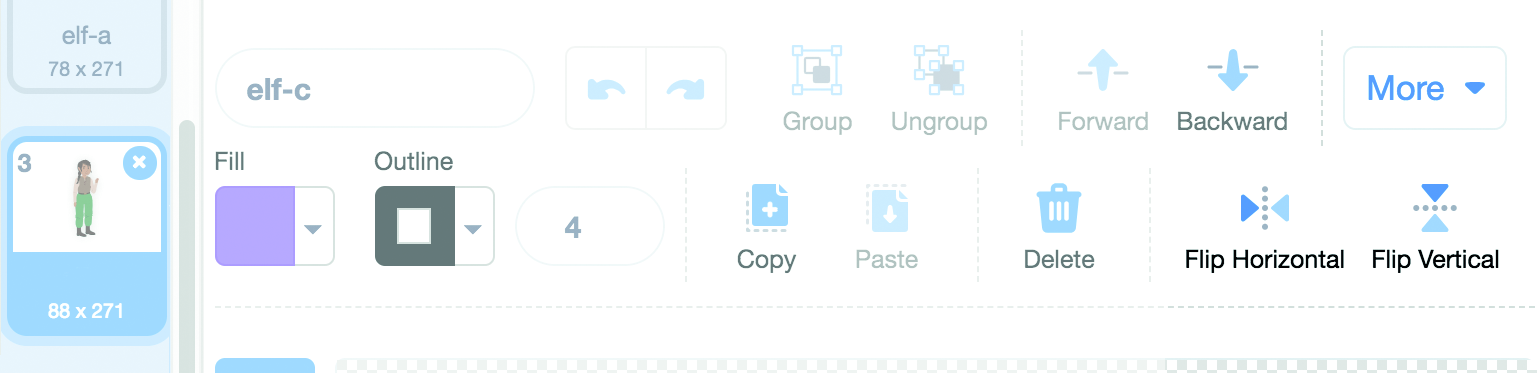 elf-a
78 x 271
3
88 x 271
elf-c
Group
Ungroup
Forward
Backward
More
Fill
Outline
4
Copy
Paste
Delete
Flip Horizontal
Flip Vertical